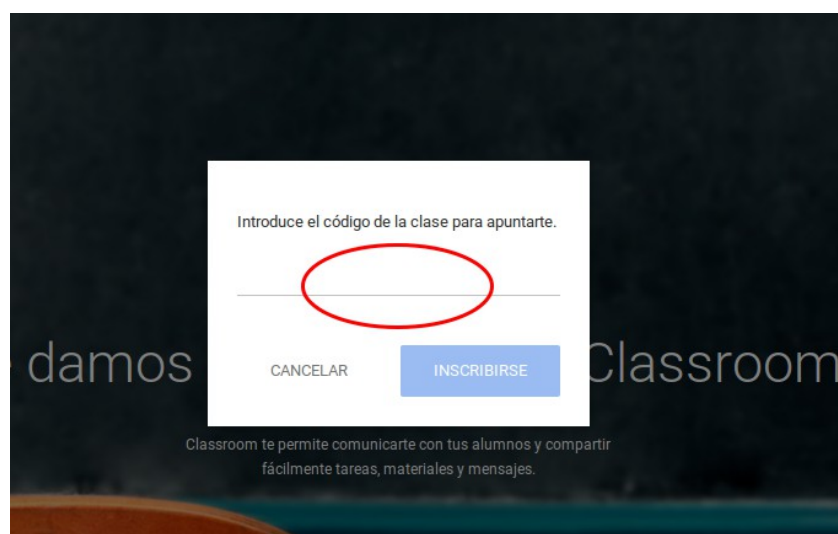 Introduce el código de la clase para apuntarte.
damos Classroom
CANCELAR INSCRIBIRSE
Classroom te permite comunicarte con tus alumnos y compartir
fácilmente tareas, materiales y mensajes.